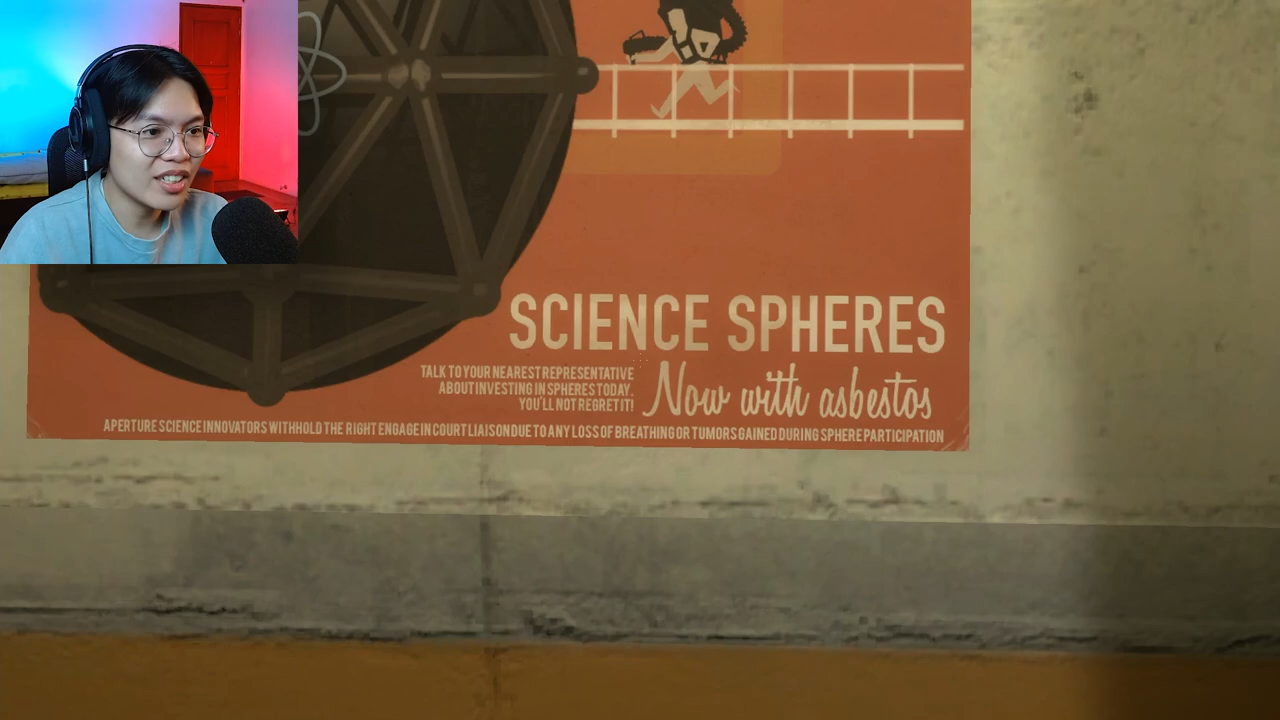 SCIENCE SPHERES
TALK TO YOUR NEAREST REPRESENTATIVE
ABOUT INVESTING IN SPHERES TODAY.
YOU'LL NOT REGRET IT!
Now with asbestos
APERTURE SCIENCE INNOVATORS WITHHOLD THE RIGHT ENGAGE IN COURT LIAISON DUE TO ANY LOSS OF BREATHING OR TUMORS GAINED DURING SPHERE PARTICIPATION